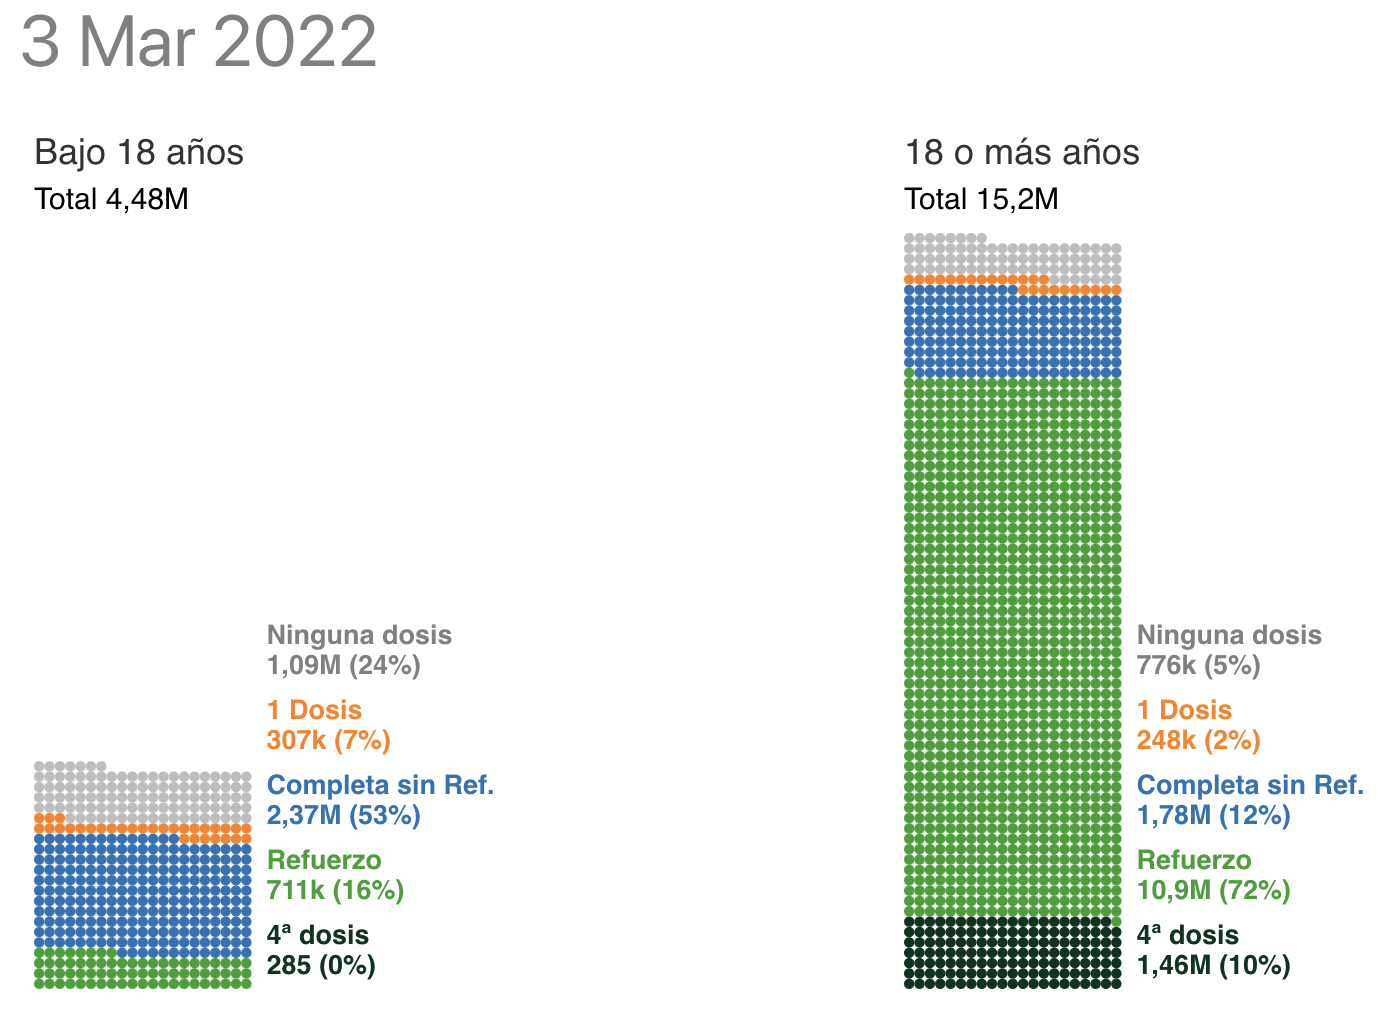 3 Mar 2022
Bajo 18 años
Total 4,48M
Ninguna dosis
1,09M (24%)
1 Dosis
307k (7%)
Completa sin Ref.
2,37M (53%)
Refuerzo
711k (16%)
4ª dosis
285 (0%)
18 o más años
Total 15,2M
Ninguna dosis
776k (5%)
1 Dosis
248k (2%)
Completa sin Ref.
1,78M (12%)
Refuerzo
10,9M (72%)
4ª dosis
1,46M (10%)